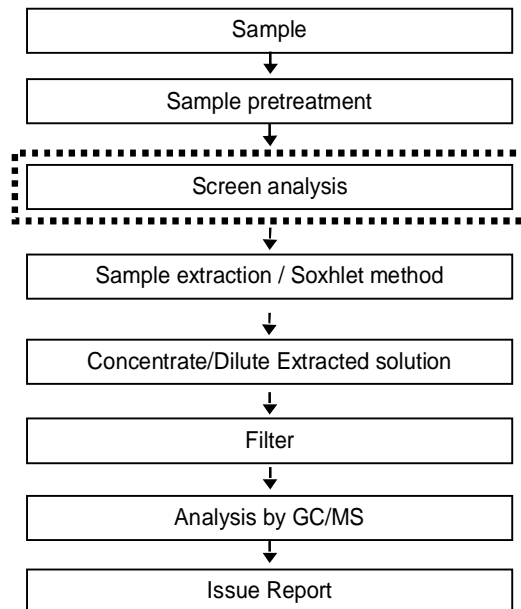 Sample
Sample pretreatment
Screen analysis
Sample extraction / Soxhlet method
Concentrate/Dilute Extracted solution
Filter
Analysis by GC/MS
Issue Report